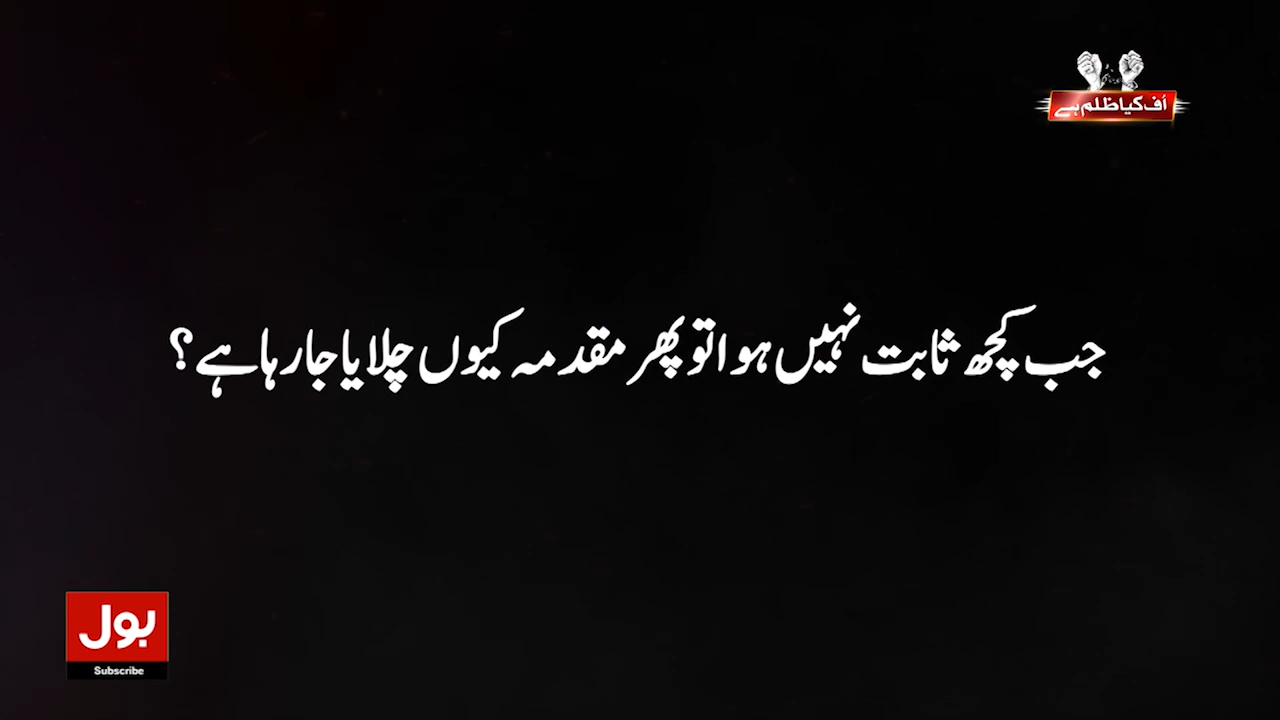 اُف کیا ظلم ہے
جب کچھ ثابت نہیں ہوا تو پھر مقدمہ کیوں چلایا جا رہا ہے؟
بول
Subscribe